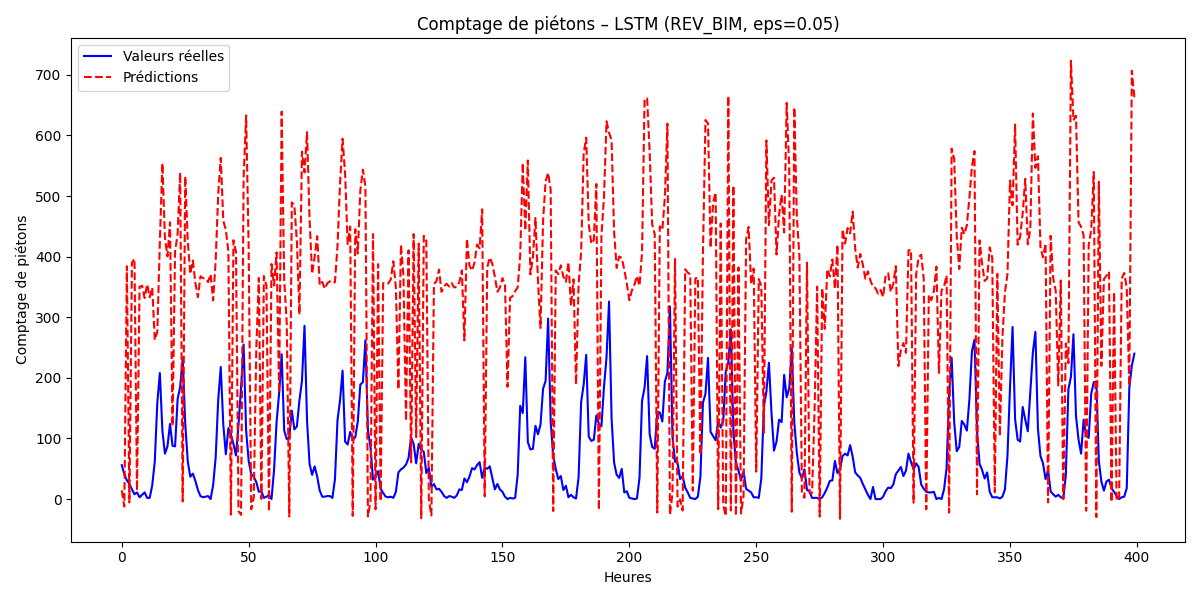 Comptage de piétons – LSTM (REV_BIM, eps=0.05)
Valeurs réelles
Prédictions
Comptage de piétons
700
600
500
400
300
200
100
0
0 50 100 150 200 250 300 350 400
Heures